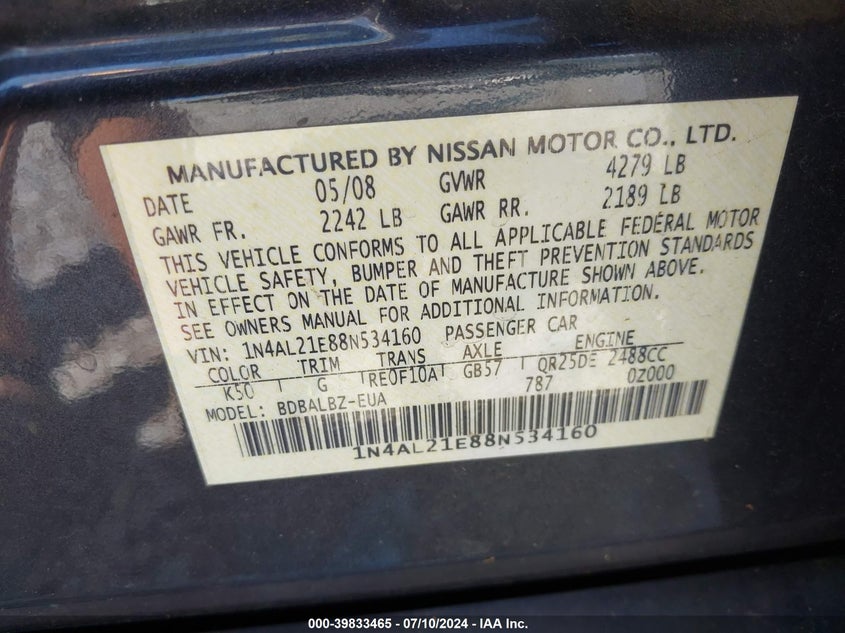 MANUFACTURED BY NISSAN MOTOR CO., LTD.
DATE 05/08 GVWR 4279 LB
GAWR FR. 2242 LB GAWR RR. 2189 LB
THIS VEHICLE CONFORMS TO ALL APPLICABLE FEDERAL MOTOR
VEHICLE SAFETY, BUMPER AND THEFT PREVENTION STANDARDS
IN EFFECT ON THE DATE OF MANUFACTURE SHOWN ABOVE.
SEE OWNERS MANUAL FOR ADDITIONAL INFORMATION.
VIN: 1N4AL21E88N534160 PASSENGER CAR
COLOR TRIM TRANS AXLE ENGINE
K50 G RE0F10A GB57 QR25DE 2488CC
MODEL: BDBALBZ-EUA 787 0Z000
1N4AL21E88N534160
000-39833465 - 07/10/2024 - IAA Inc.